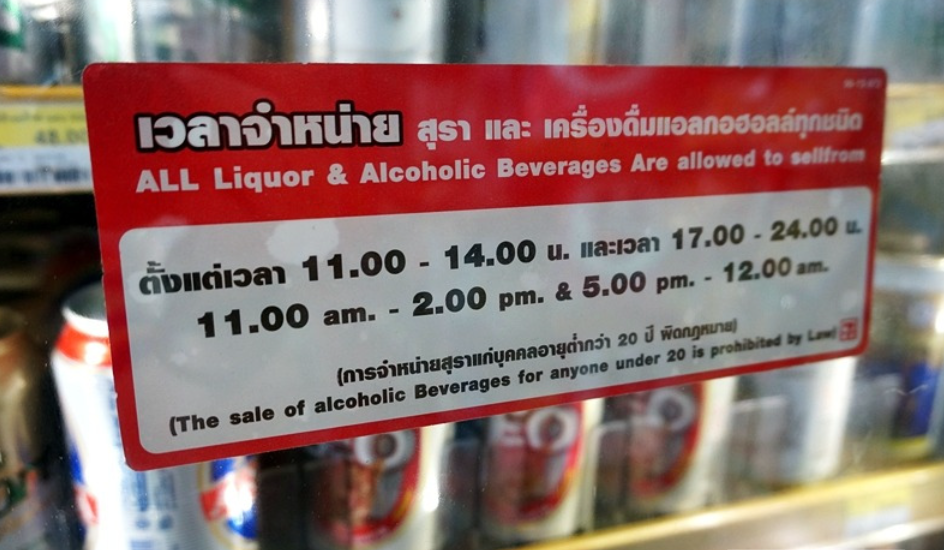 เวลาจำหน่าย สุรา และ เครื่องดื่มแอลกอฮอลล์ทุกชนิด
ALL Liquor & Alcoholic Beverages Are allowed to sellfrom
ตั้งแต่เวลา 11.00 - 14.00 น. และเวลา 17.00 - 24.00 น.
11.00 am. - 2.00 pm. & 5.00 pm. - 12.00 am.
(การจำหน่ายสุราแก่บุคคลอายุต่ำกว่า 20 ปี ผิดกฎหมาย)
(The sale of alcoholic Beverages for anyone under 20 is prohibited by Law)